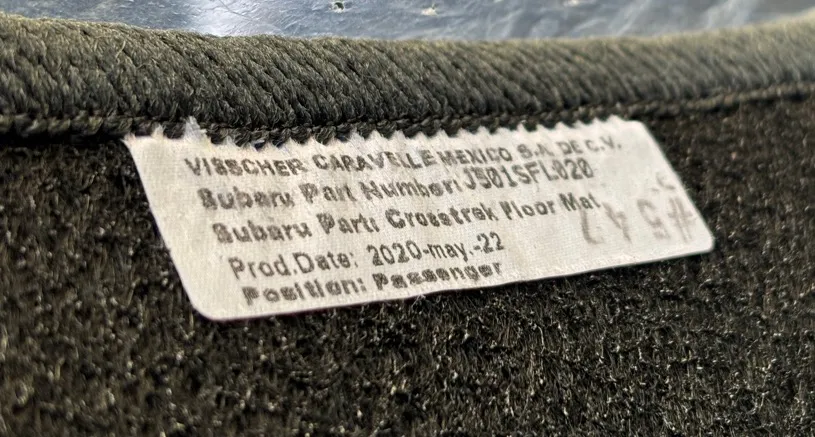 VISSCHER CARAVELLE MEXICO S.A. DE C.V.
Subaru Part Number: J501SFL020
Subaru Part: Crosstrek Floor Mat
Prod.Date: 2020-may.-22
Position: Passenger